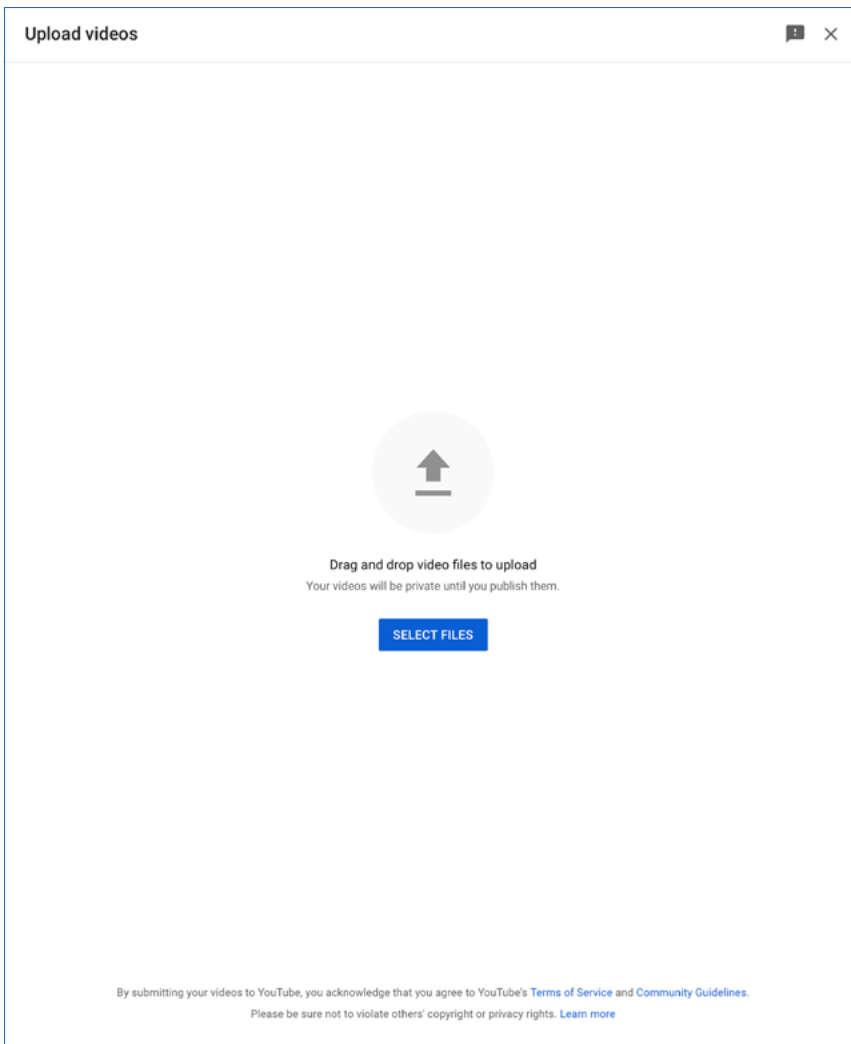 Upload videos
Drag and drop video files to upload
Your videos will be private until you publish them.
SELECT FILES
By submitting your videos to YouTube, you acknowledge that you agree to YouTube's Terms of Service and Community Guidelines.
Please be sure not to violate others' copyright or privacy rights. Learn more